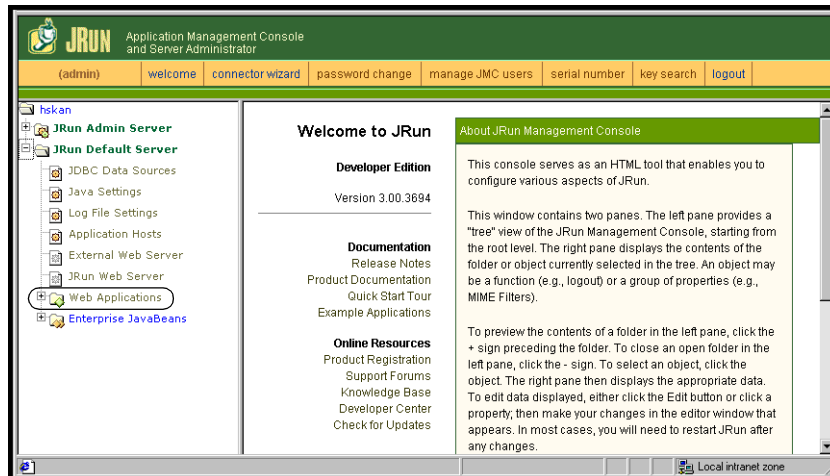 JRUN
Application Management Console
and Server Administrator
(admin) welcome connector wizard password change manage JMC users serial number key search logout
hskan
JRun Admin Server
JRun Default Server
JDBC Data Sources
Java Settings
Log File Settings
Application Hosts
External Web Server
JRun Web Server
Web Applications
Enterprise JavaBeans
Welcome to JRun
Developer Edition
Version 3.00.3694
Documentation
Release Notes
Product Documentation
Quick Start Tour
Example Applications
Online Resources
Product Registration
Support Forums
Knowledge Base
Developer Center
Check for Updates
About JRun Management Console
This console serves as an HTML tool that enables you to
configure various aspects of JRun.
This window contains two panes. The left pane provides a
"tree" view of the JRun Management Console, starting from
the root level. The right pane displays the contents of the
folder or object currently selected in the tree. An object may
be a function (e.g., logout) or a group of properties (e.g.,
MIME Filters).
To preview the contents of a folder in the left pane, click the
+ sign preceding the folder. To close an open folder in the
left pane, click the - sign. To select an object, click the
object. The right pane then displays the appropriate data.
To edit data displayed, either click the Edit button or click a
property; then make your changes in the editor window that
appears. In most cases, you will need to restart JRun after
any changes.
Local intranet zone